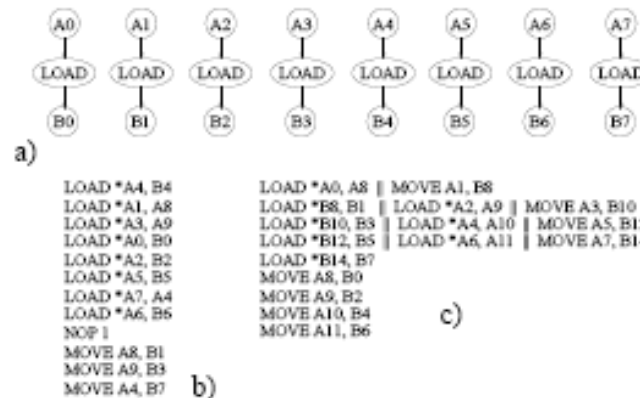 A0 A1 A2 A3 A4 A5 A6 A7
LOAD LOAD LOAD LOAD LOAD LOAD LOAD LOAD
B0 B1 B2 B3 B4 B5 B6 B7
a)
LOAD *A4, B4
LOAD *A1, A8
LOAD *A3, A9
LOAD *A0, B0
LOAD *A2, B2
LOAD *A5, B5
LOAD *A7, A4
LOAD *A6, B6
NOP 1
MOVE A8, B1
MOVE A9, B3
MOVE A4, B7
b)
LOAD *A0, A8 || MOVE A1, B8
LOAD *B8, B1 || LOAD *A2, A9 || MOVE A3, B10
LOAD *B10, B3 || LOAD *A4, A10 || MOVE A5,
LOAD *B12, B5 || LOAD *A6, A11 || MOVE A7,
LOAD *B14, B7
MOVE A8, B0
MOVE A9, B2
MOVE A10, B4
MOVE A11, B6
c)